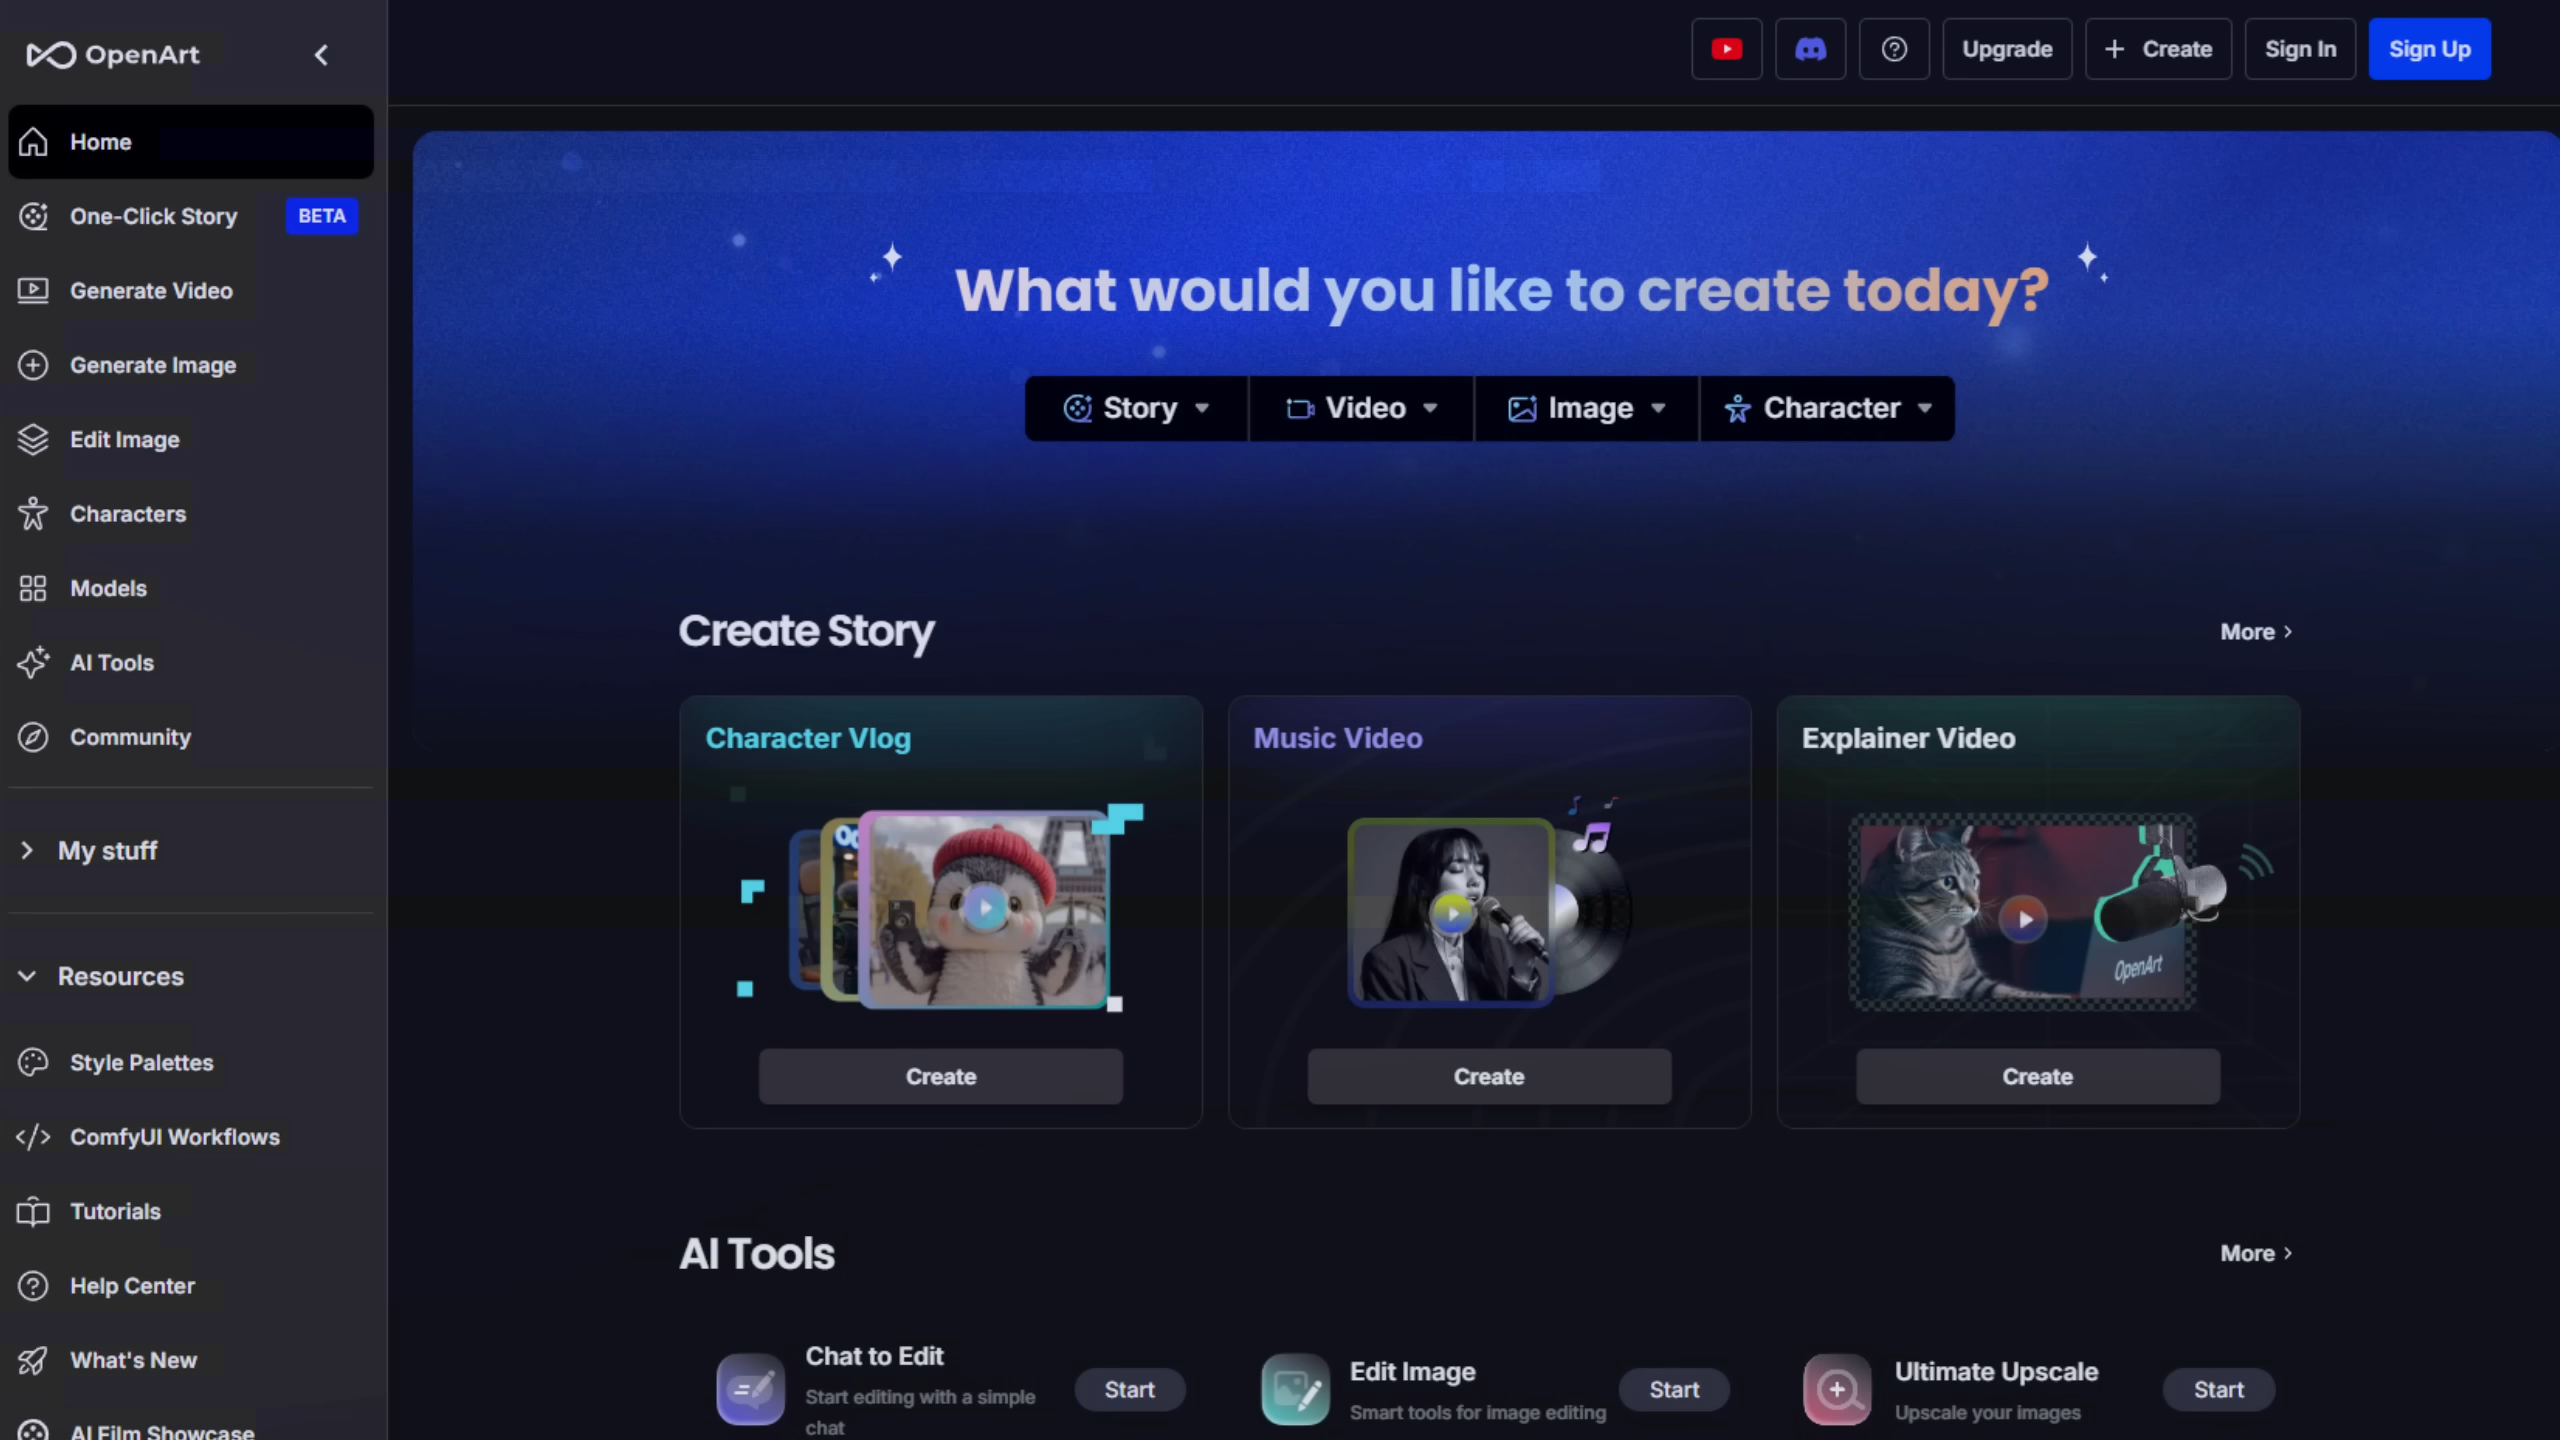 OpenArt
Upgrade
Create
Sign In
Sign Up
Home
One-Click Story
BETA
Generate Video
Generate Image
Edit Image
Characters
Models
AI Tools
Community
My stuff
Resources
Style Palettes
ComfyUI Workflows
Tutorials
Help Center
What's New
AI Film Showcase
What would you like to create today?
Story
Video
Image
Character
Create Story
More
Character Vlog
Music Video
Explainer Video
OpenArt
Create
Create
Create
AI Tools
More
Chat to Edit
Start editing with a simple
chat
Start
Edit Image
Smart tools for image editing
Start
Ultimate Upscale
Upscale your images
Start